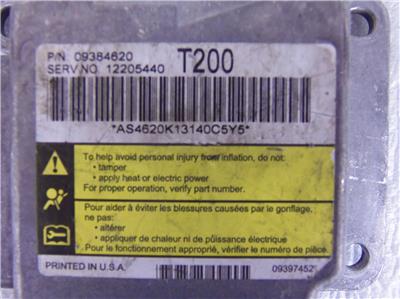 P/N 09384620
SERV NO. 12205440 T200
*AS4620K13140C5Y5*
To help avoid personal injury from inflation, do not:
• tamper
• apply heat or electric power
For proper operation, verify part number.
Pour aider à éviter les blessures causées par le gonflage,
ne pas:
• altérer
• appliquer de chaleur ni de pùissance électrique
Pour le fonctionnement approprié, vérifier le numéro de pièce.
PRINTED IN U.S.A. 09397452